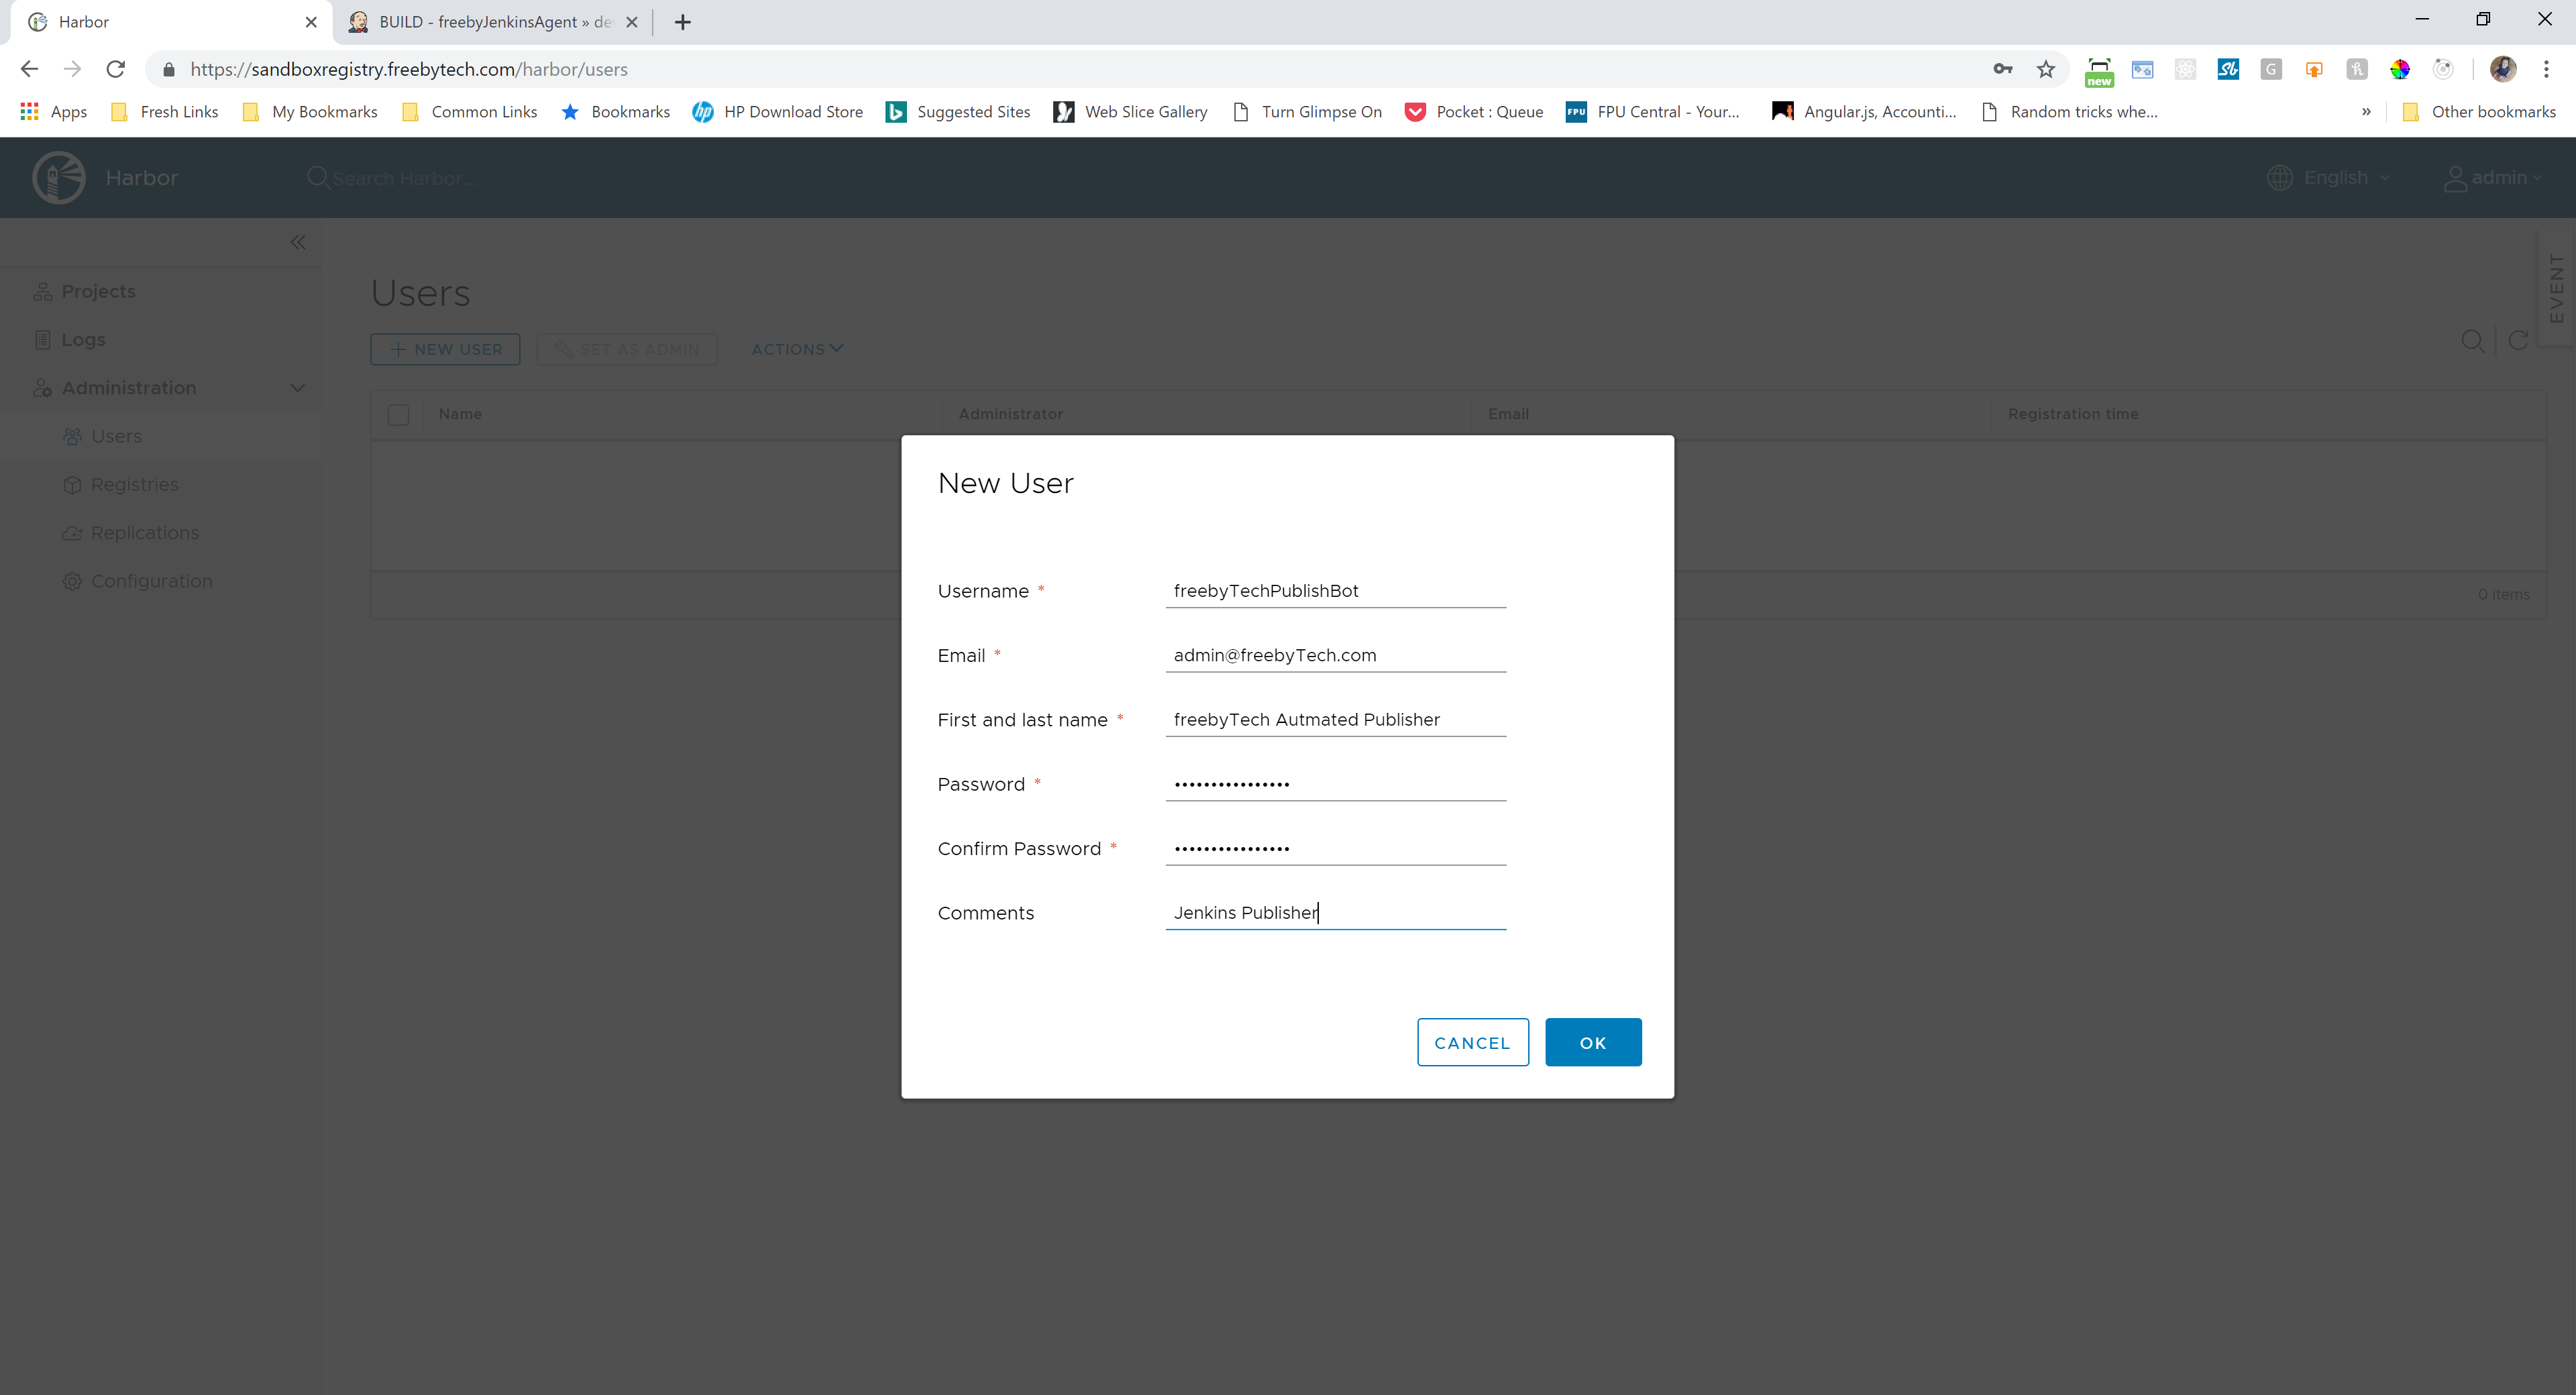 Harbor
BUILD - freebyJenkinsAgent » de
https://sandboxregistry.freebytech.com/harbor/users
new
Sb
G
Apps
Fresh Links
My Bookmarks
Common Links
Bookmarks
hp
HP Download Store
Suggested Sites
Web Slice Gallery
Turn Glimpse On
Pocket : Queue
FPU
FPU Central - Your...
Angular.js, Accounti...
Random tricks whe...
»
Other bookmarks
Harbor
Search Harbor...
English
admin
EVENT
Projects
Logs
Administration
Users
Registries
Replications
Configuration
Users
NEW USER
SET AS ADMIN
ACTIONS
Name
Administrator
Email
Registration time
0 items
New User
Username *
freebyTechPublishBot
Email *
admin@freebyTech.com
First and last name *
freebyTech Autmated Publisher
Password *
••••••••••••••••
Confirm Password *
••••••••••••••••
Comments
Jenkins Publisher
CANCEL
OK